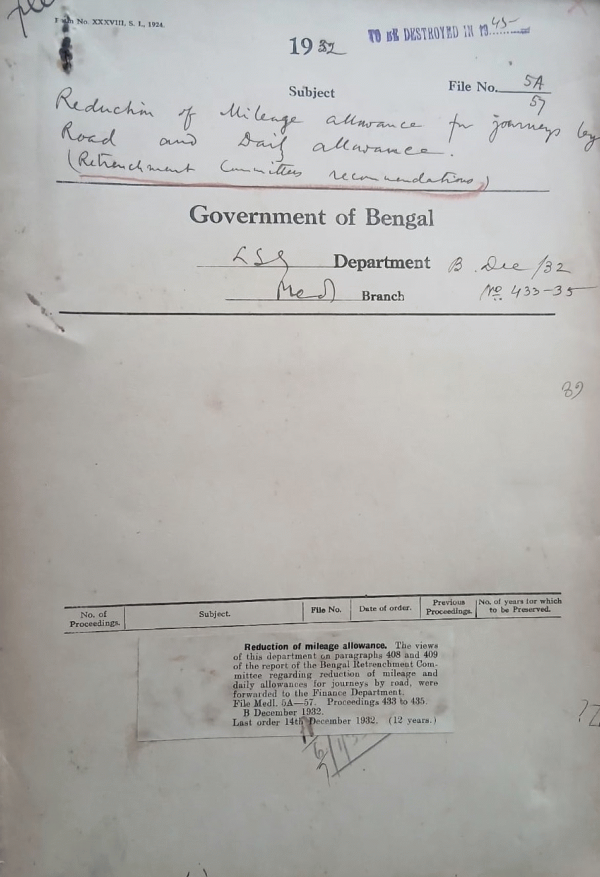 Form No. XXXVIII, S. I., 1924.
TO BE DESTROYED IN 1945
1932
Subject
File No. 5A
57
Reduction of Mileage allowance for journeys by
Road and Daily allowance.
(Retrenchment Committees recommendations)
Government of Bengal
LSG Department B. Dec /32
Medl Branch No 433-35
89
No. of Proceedings. Subject. File No. Date of order. Previous Proceedings. No. of years for which to be Preserved.
Reduction of mileage allowance. The views
of this department on paragraphs 408 and 409
of the report of the Bengal Retrenchment Com-
mittee regarding reduction of mileage and
daily allowances for journeys by road, were
forwarded to the Finance Department.
File Medl. 5A—57. Proceedings 433 to 435.
B December 1932.
Last order 14th December 1932. (12 years.)